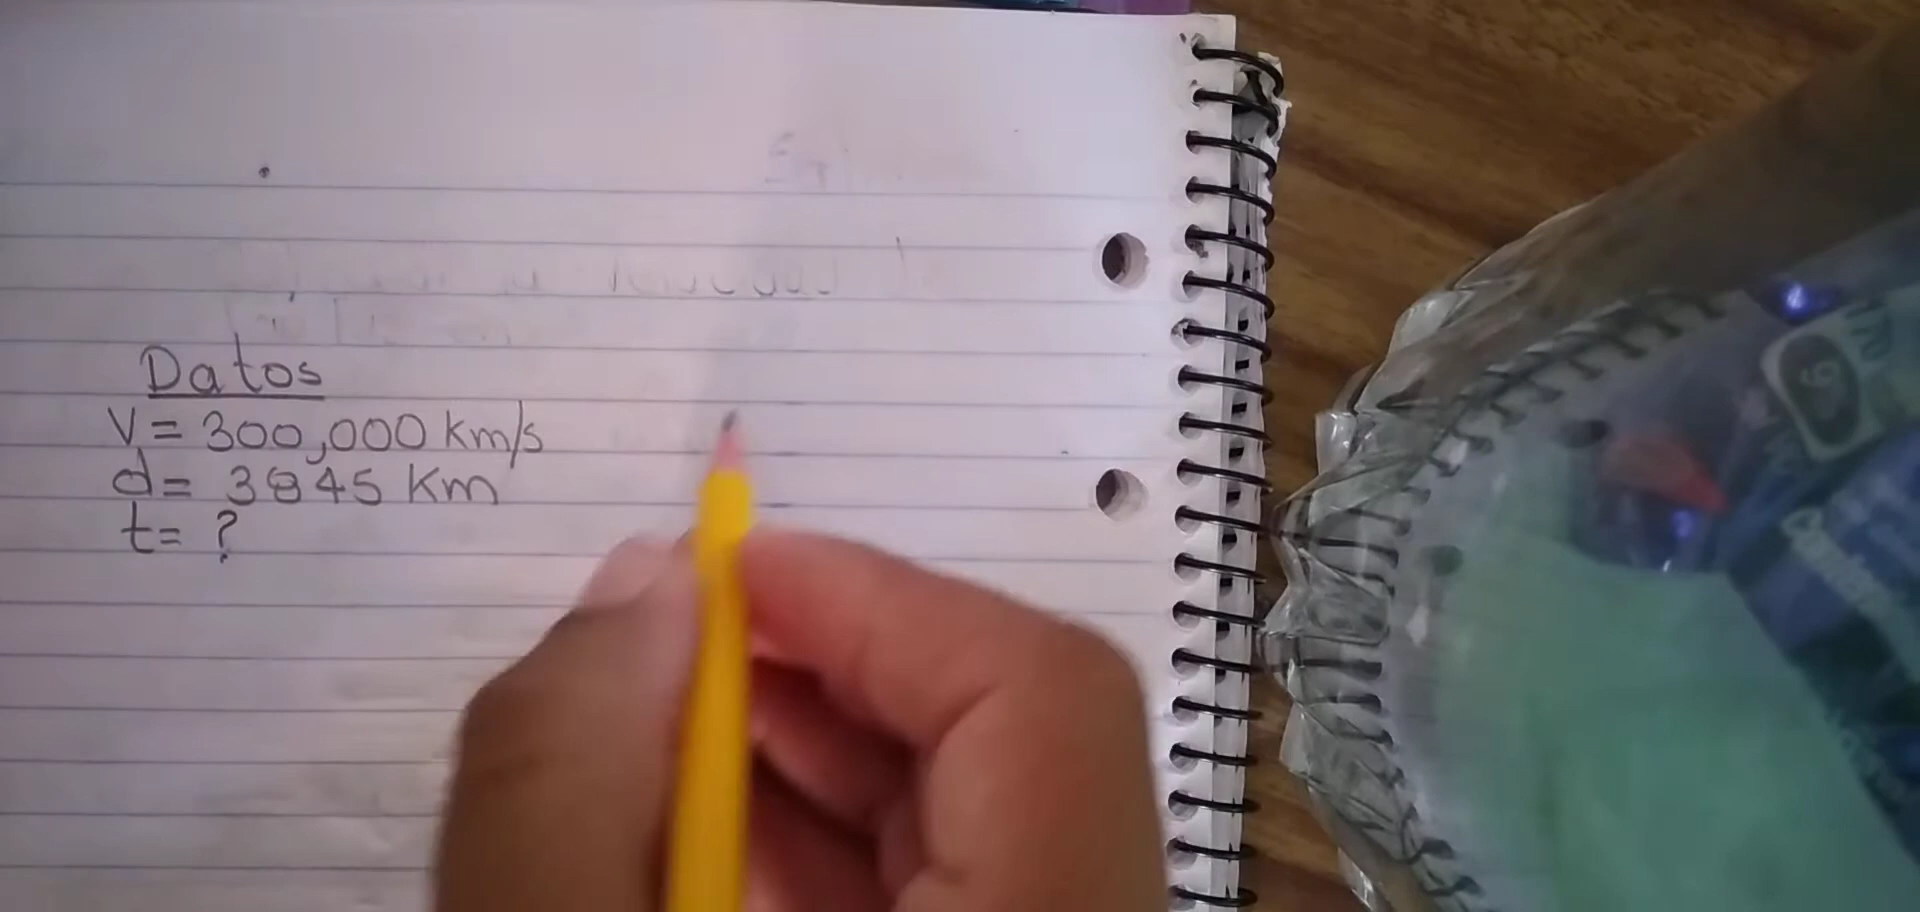 Datos
V = 300,000 km/s
d = 3845 Km
t = ?